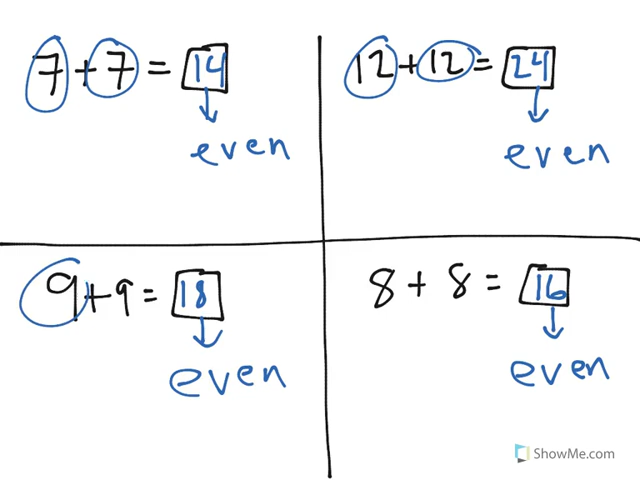 7 + 7 = 14
even
12 + 12 = 24
even
9 + 9 = 18
even
8 + 8 = 16
even
ShowMe.com